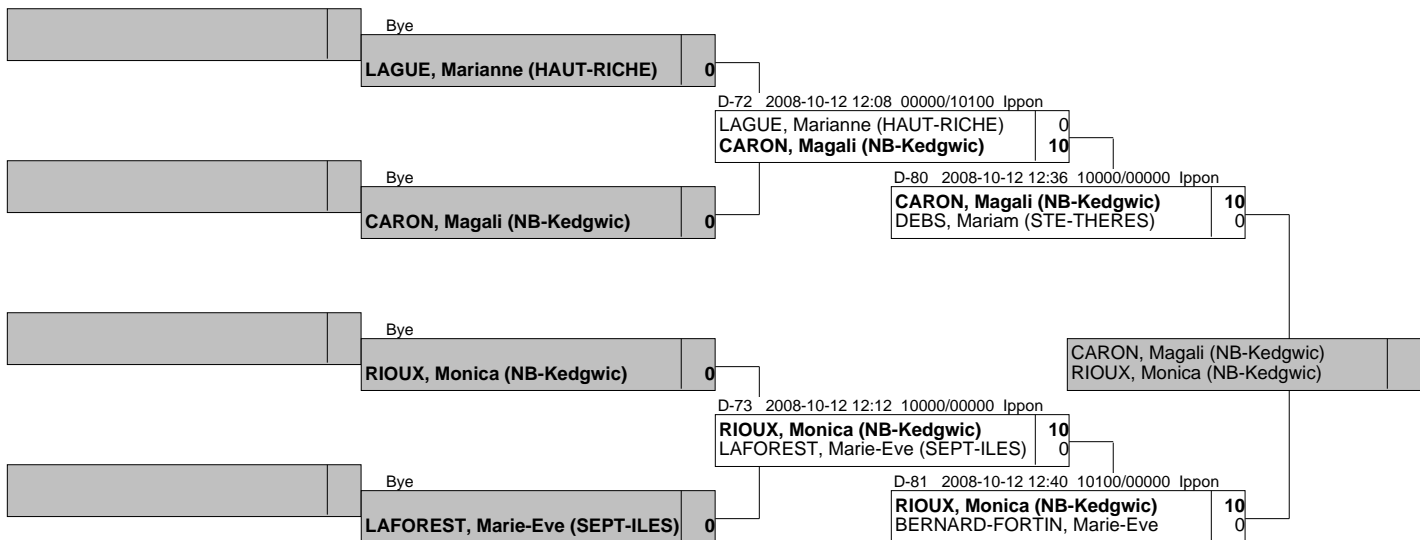 Bye
LAGUE, Marianne (HAUT-RICHE) 0
D-72 2008-10-12 12:08 00000/10100 Ippon
LAGUE, Marianne (HAUT-RICHE) 0
CARON, Magali (NB-Kedgwic) 10
Bye
CARON, Magali (NB-Kedgwic) 0
D-80 2008-10-12 12:36 10000/00000 Ippon
CARON, Magali (NB-Kedgwic) 10
DEBS, Mariam (STE-THERES) 0
Bye
RIOUX, Monica (NB-Kedgwic) 0
CARON, Magali (NB-Kedgwic)
RIOUX, Monica (NB-Kedgwic)
D-73 2008-10-12 12:12 10000/00000 Ippon
RIOUX, Monica (NB-Kedgwic) 10
LAFOREST, Marie-Eve (SEPT-ILES) 0
Bye
LAFOREST, Marie-Eve (SEPT-ILES) 0
D-81 2008-10-12 12:40 10100/00000 Ippon
RIOUX, Monica (NB-Kedgwic) 10
BERNARD-FORTIN, Marie-Eve 0